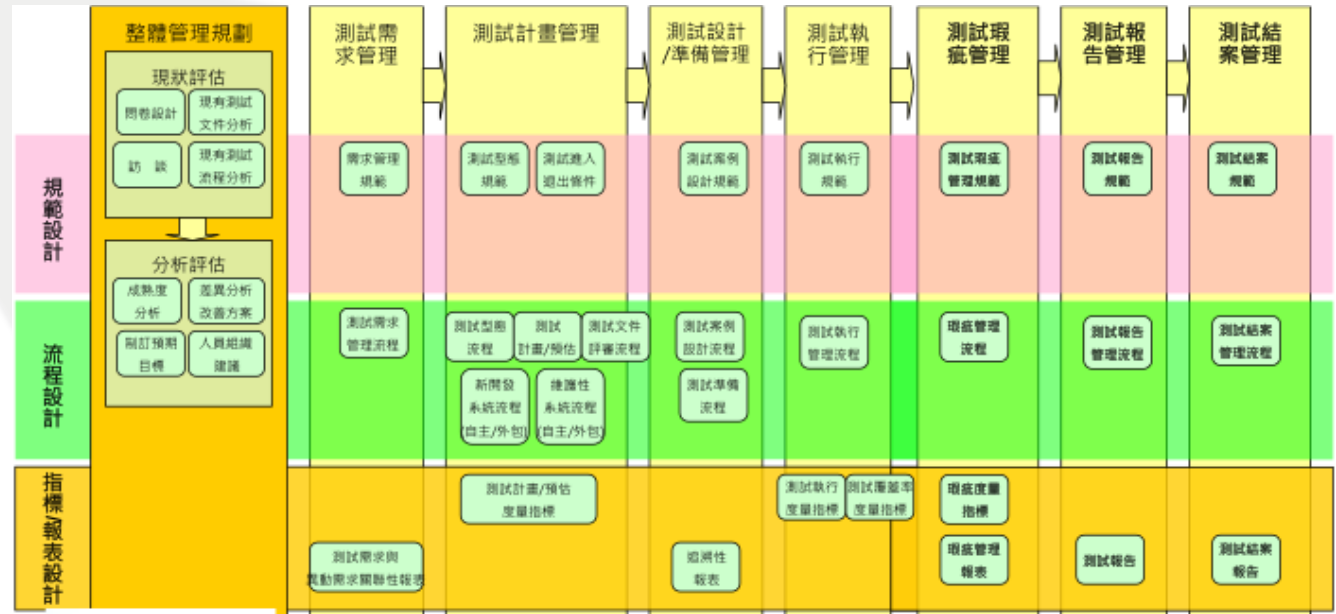 整體管理規劃
現狀評估
問卷設計
現有測試
文件分析
訪 談
現有測試
流程分析
分析評估
成熟度
分析
差異分析
改善方案
制訂預期
目標
人員組織
建議
測試需
求管理
測試計畫管理
測試設計
/準備管理
測試執
行管理
測試瑕
疵管理
測試報
告管理
測試結
案管理
規範設計
需求管理
規範
測試型態
規範
測試進入
退出條件
測試案例
設計規範
測試執行
規範
測試瑕疵
管理規範
測試報告
規範
測試結案
規範
流程設計
測試需求
管理流程
測試型態
流程
測試
計畫/預估
測試文件
評審流程
新開發
系統流程
(自主/外包)
維護性
系統流程
(自主/外包)
測試案例
設計流程
測試準備
流程
測試執行
管理流程
瑕疵管理
流程
測試報告
管理流程
測試結案
管理流程
指標/報表設計
測試需求與
異動需求關聯性報表
測試計畫/預估
度量指標
追溯性
報表
測試執行
度量指標
測試覆蓋率
度量指標
瑕疵度量
指標
瑕疵管理
報表
測試報告
測試結案
報告